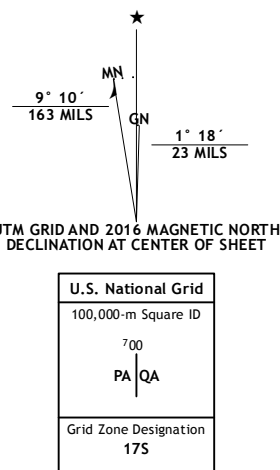 ★
MN
9° 10´
163 MILS
GN
1° 18´
23 MILS
UTM GRID AND 2016 MAGNETIC NORTH
DECLINATION AT CENTER OF SHEET
U.S. National Grid
100,000-m Square ID
⁷00
PA QA
Grid Zone Designation
17S